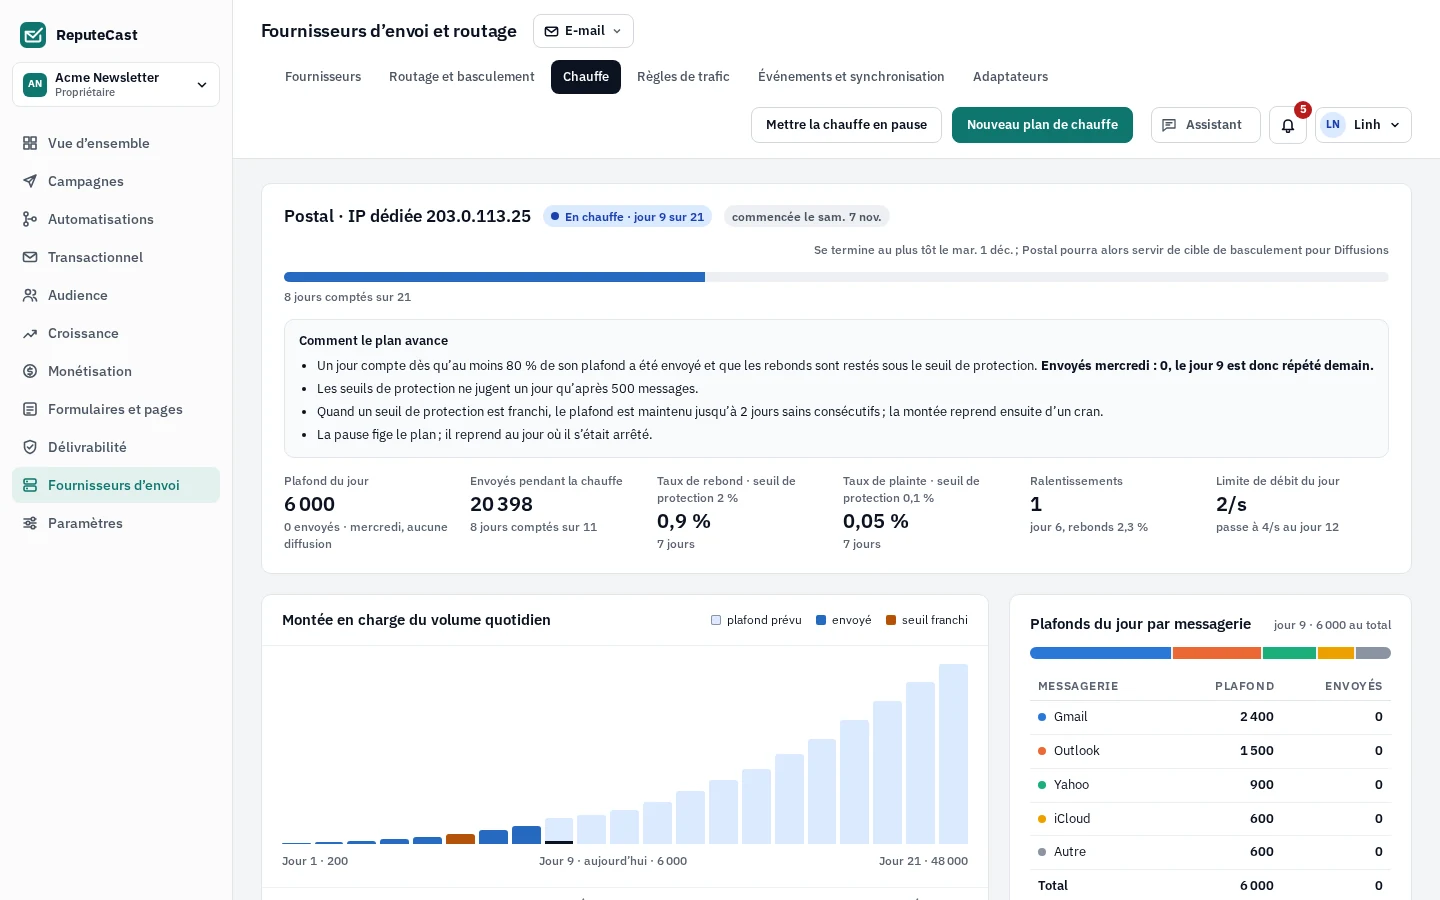 ReputeCast
AN
Acme Newsletter
Propriétaire
Vue d’ensemble
Campagnes
Automatisations
Transactionnel
Audience
Croissance
Monétisation
Formulaires et pages
Délivrabilité
Fournisseurs d’envoi
Paramètres
Fournisseurs d’envoi et routage
E-mail
Fournisseurs
Routage et basculement
Chauffe
Règles de trafic
Événements et synchronisation
Adaptateurs
Mettre la chauffe en pause
Nouveau plan de chauffe
Assistant
5
LN
Linh
Postal · IP dédiée 203.0.113.25
En chauffe · jour 9 sur 21
commencée le sam. 7 nov.
Se termine au plus tôt le mar. 1 déc. ; Postal pourra alors servir de cible de basculement pour Diffusions
8 jours comptés sur 21
Comment le plan avance
• Un jour compte dès qu’au moins 80 % de son plafond a été envoyé et que les rebonds sont restés sous le seuil de protection. Envoyés mercredi : 0, le jour 9 est donc répété demain.
• Les seuils de protection ne jugent un jour qu’après 500 messages.
• Quand un seuil de protection est franchi, le plafond est maintenu jusqu’à 2 jours sains consécutifs ; la montée reprend ensuite d’un cran.
• La pause fige le plan ; il reprend au jour où il s’était arrêté.
Plafond du jour
6 000
0 envoyés · mercredi, aucune
diffusion
Envoyés pendant la chauffe
20 398
8 jours comptés sur 11
Taux de rebond · seuil de
protection 2 %
0,9 %
7 jours
Taux de plainte · seuil de
protection 0,1 %
0,05 %
7 jours
Ralentissements
1
jour 6, rebonds 2,3 %
Limite de débit du jour
2/s
passe à 4/s au jour 12
Montée en charge du volume quotidien
plafond prévu
envoyé
seuil franchi
Jour 1 · 200
Jour 9 · aujourd’hui · 6 000
Jour 21 · 48 000
Plafonds du jour par messagerie
jour 9 · 6 000 au total
MESSAGERIE PLAFOND ENVOYÉS
Gmail 2 400 0
Outlook 1 500 0
Yahoo 900 0
iCloud 600 0
Autre 600 0
Total 6 000 0